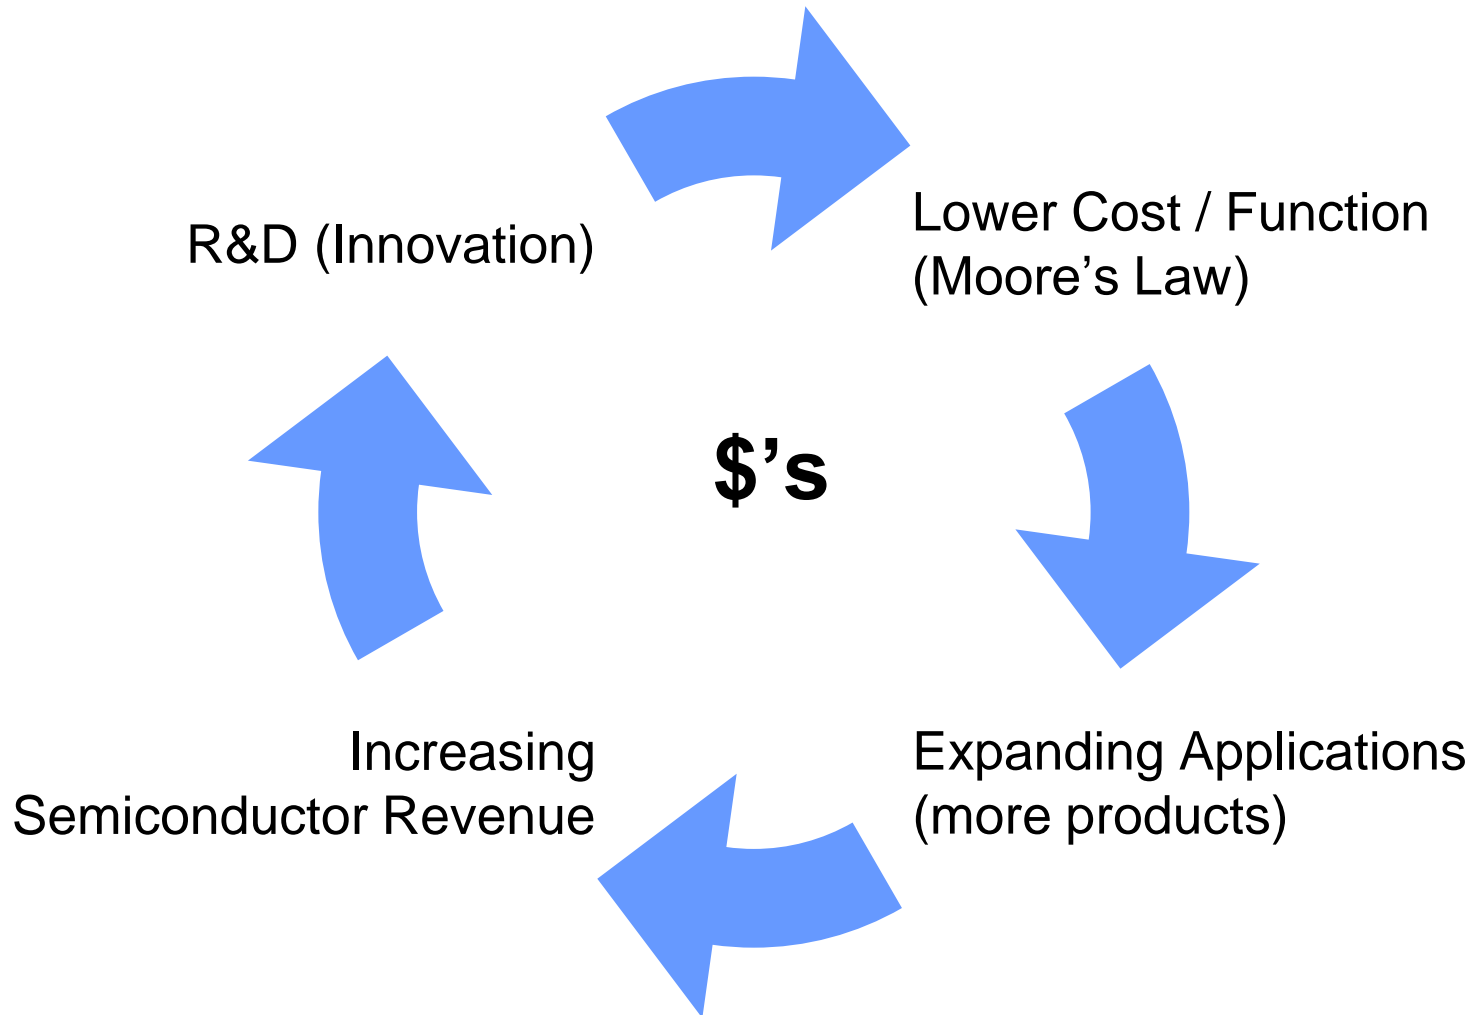 R&D (Innovation)
Lower Cost / Function
(Moore’s Law)
$’s
Increasing
Semiconductor Revenue
Expanding Applications
(more products)